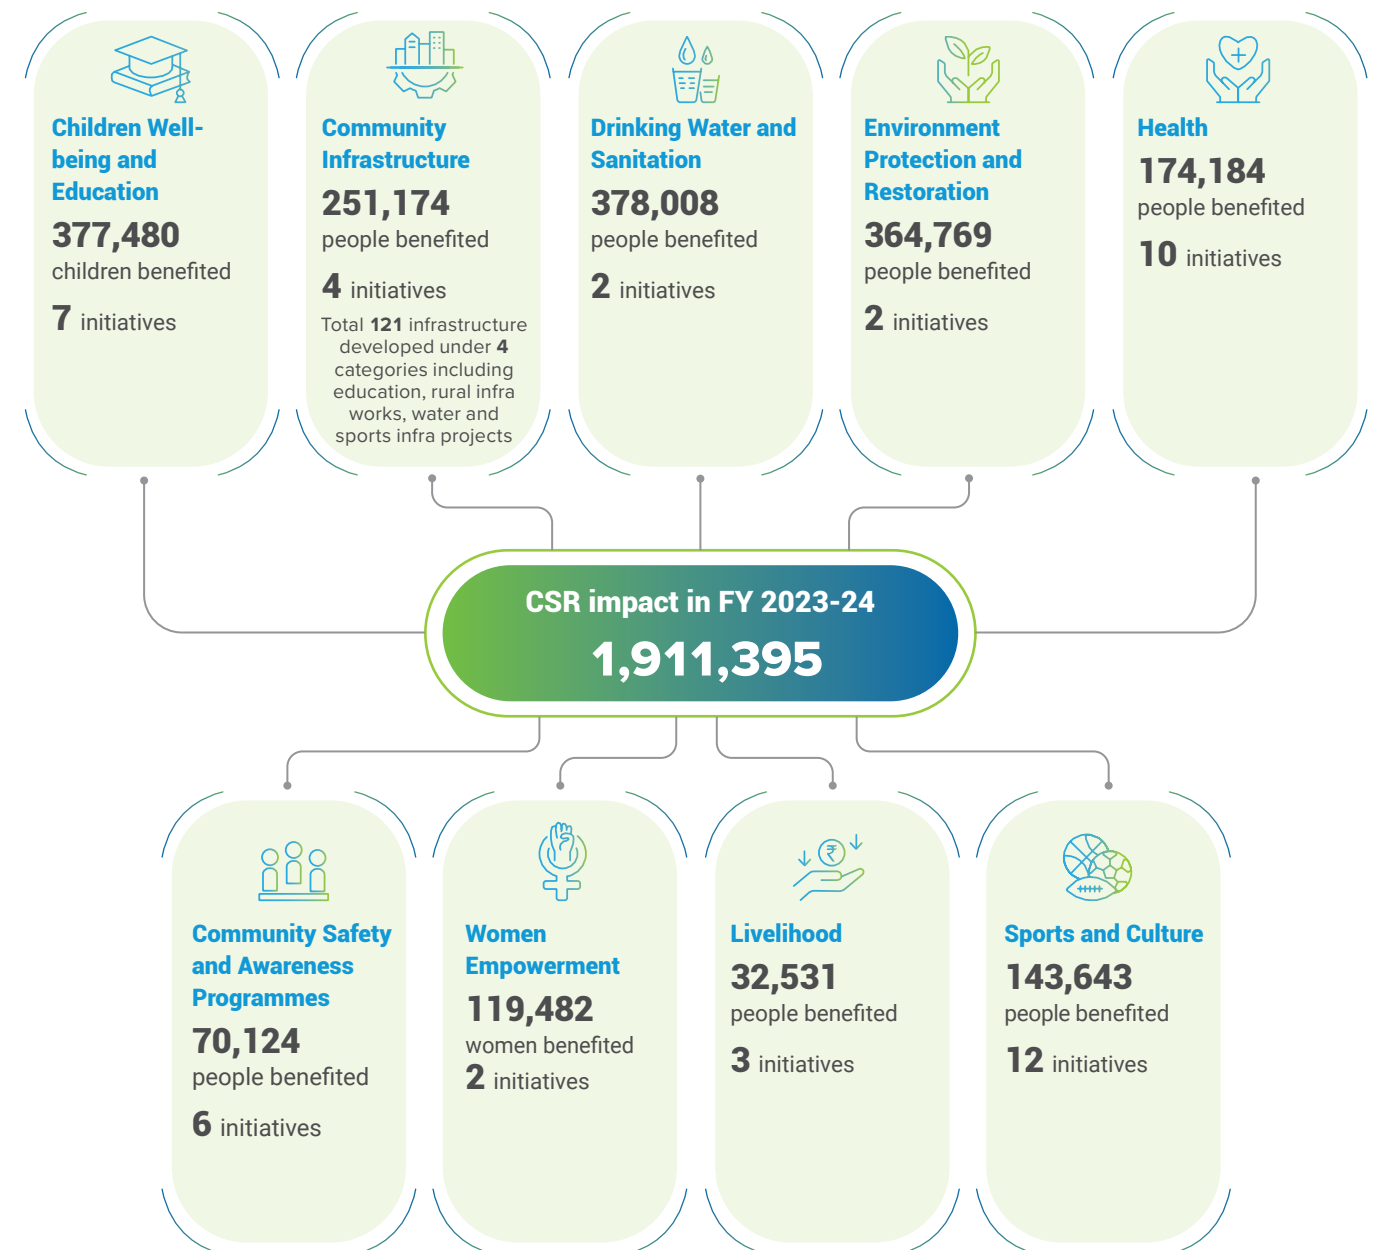 Children Well-
being and
Education
377,480
children benefited
7 initiatives
Community
Infrastructure
251,174
people benefited
4 initiatives
Total 121 infrastructure
developed under 4
categories including
education, rural infra
works, water and
sports infra projects
Drinking Water and
Sanitation
378,008
people benefited
2 initiatives
Environment
Protection and
Restoration
364,769
people benefited
2 initiatives
Health
174,184
people benefited
10 initiatives
CSR impact in FY 2023-24
1,911,395
Community Safety
and Awareness
Programmes
70,124
people benefited
6 initiatives
Women
Empowerment
119,482
women benefited
2 initiatives
₹
Livelihood
32,531
people benefited
3 initiatives
Sports and Culture
143,643
people benefited
12 initiatives